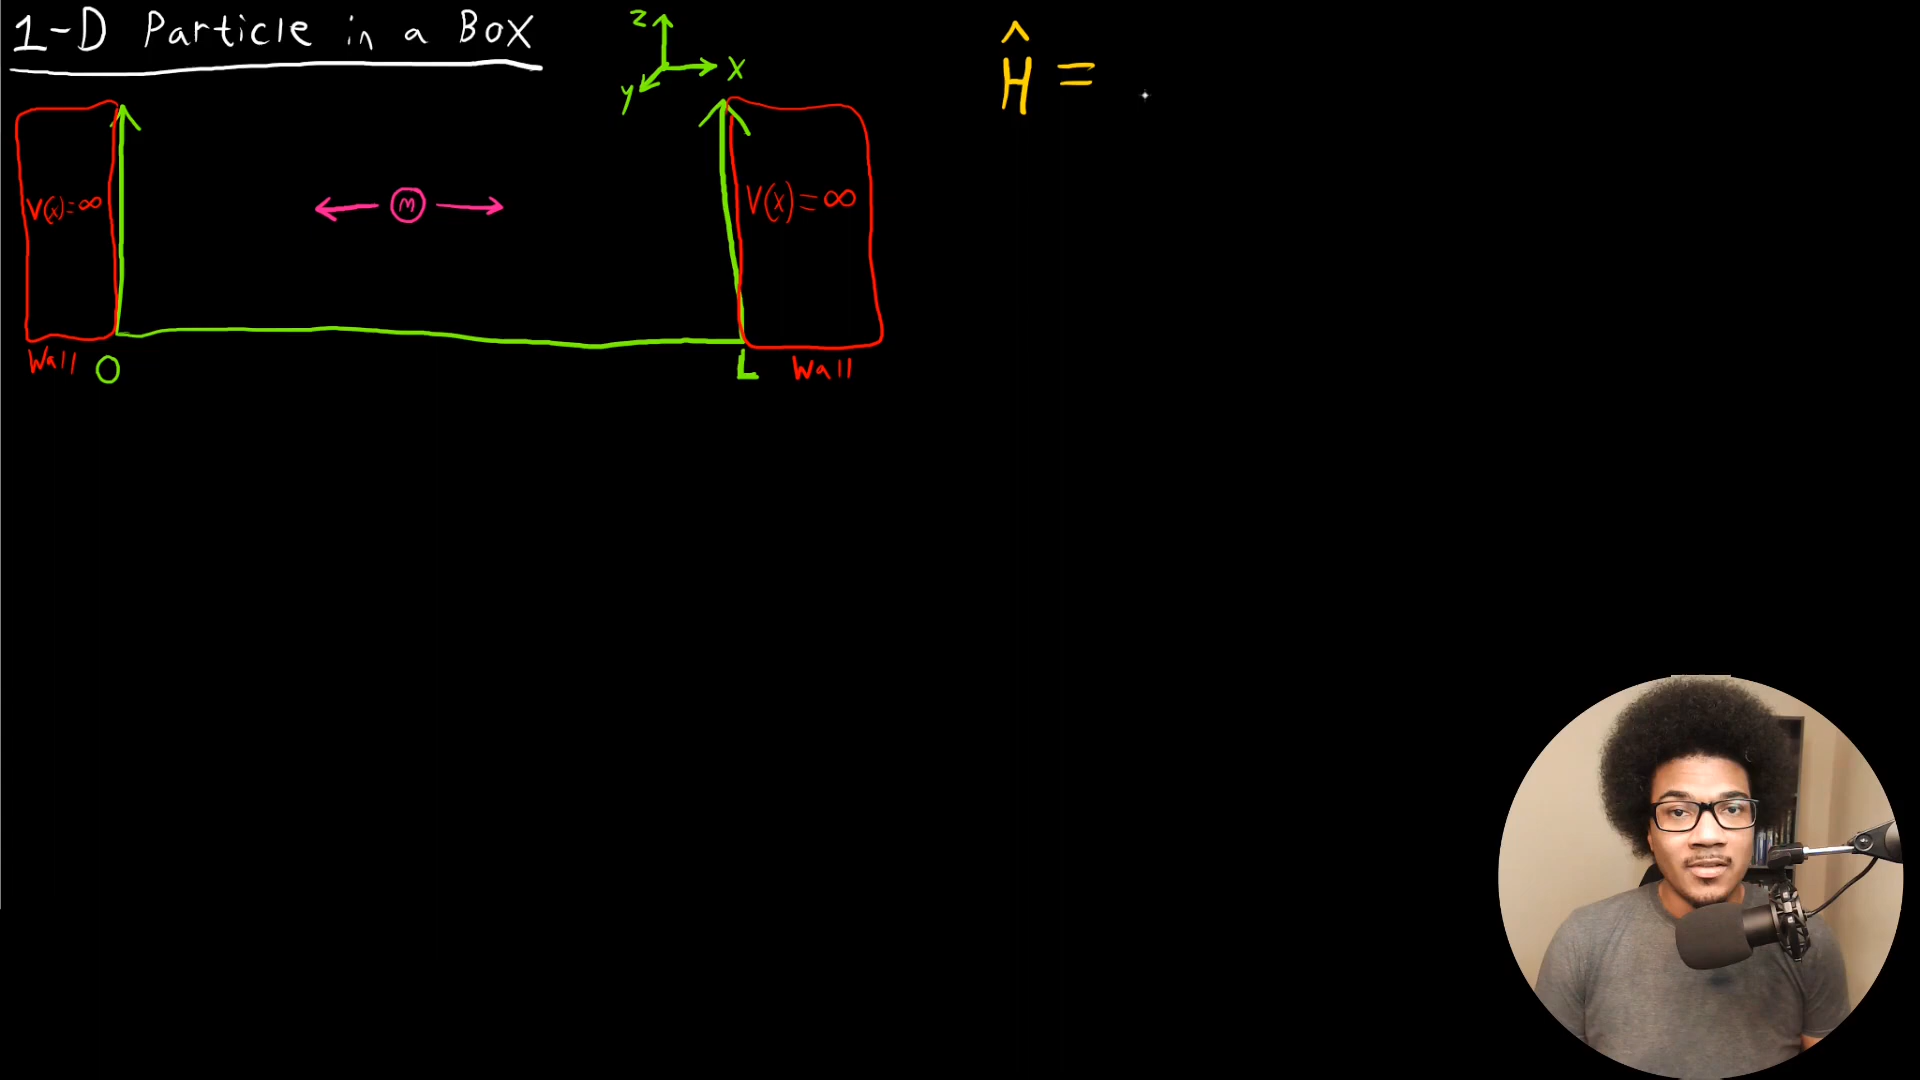 1-D Particle in a Box
z
x
y
Ĥ =
V(x)=∞
M
V(x)=∞
Wall
0
L
Wall